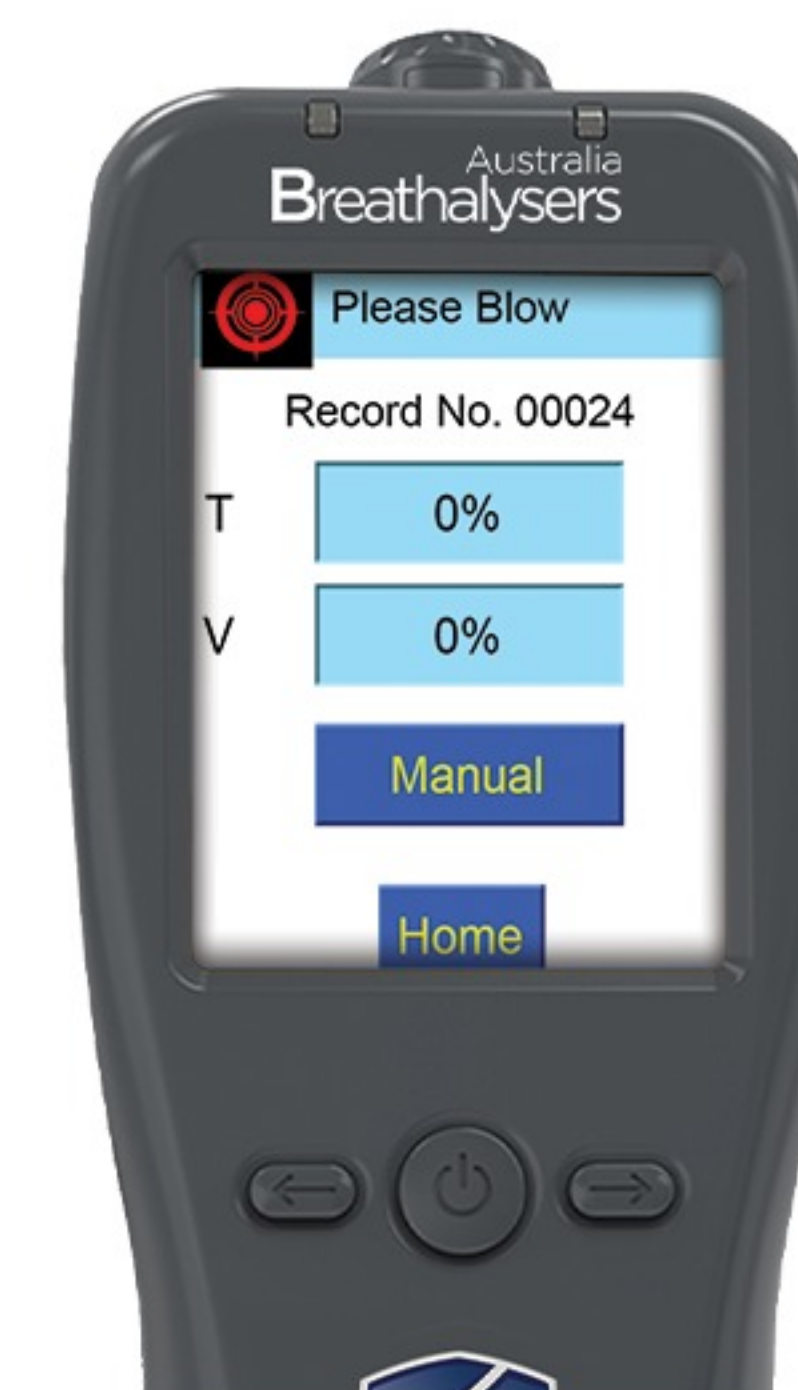 Australia
Breathalysers
Please Blow
Record No. 00024
T 0%
V 0%
Manual
Home